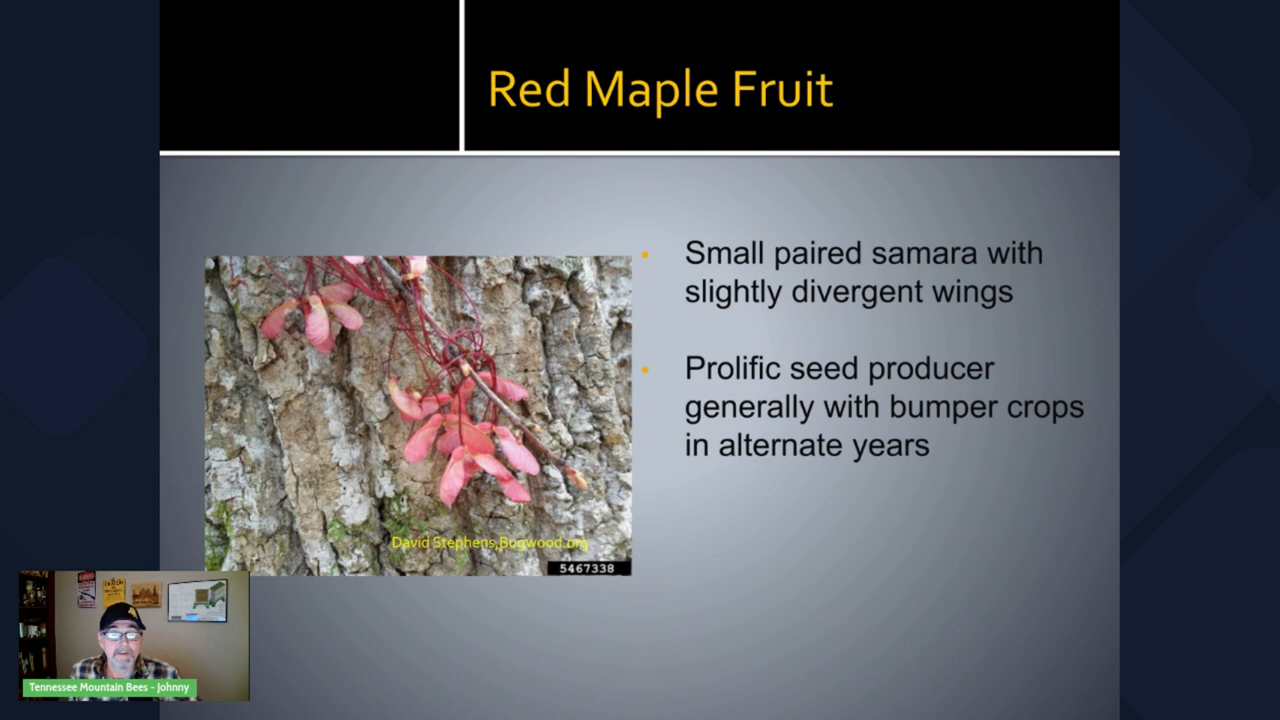 Red Maple Fruit
• Small paired samara with
slightly divergent wings
• Prolific seed producer
generally with bumper crops
in alternate years
David Stephens,Bugwood.org
5467338
Tennessee Mountain Bees - Johnny